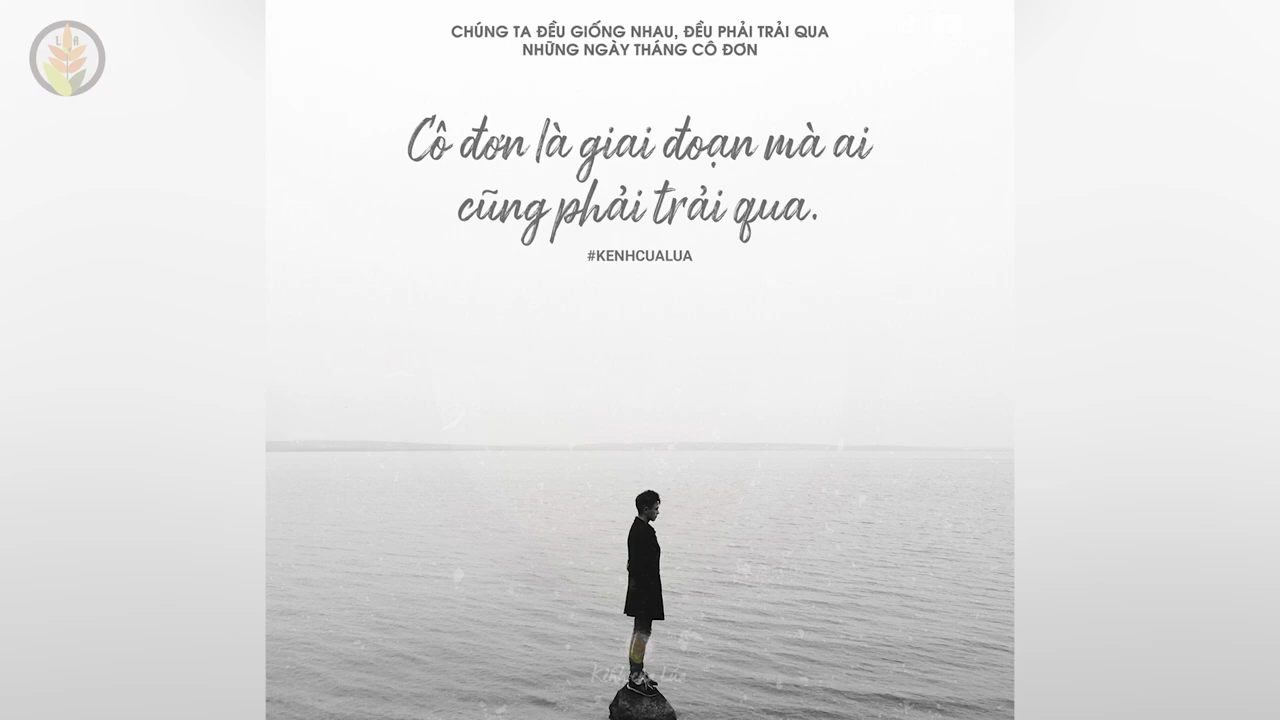 L A
CHÚNG TA ĐỀU GIỐNG NHAU, ĐỀU PHẢI TRẢI QUA
NHỮNG NGÀY THÁNG CÔ ĐƠN
Cô đơn là giai đoạn mà ai
cũng phải trải qua.
#KENHCUALUA